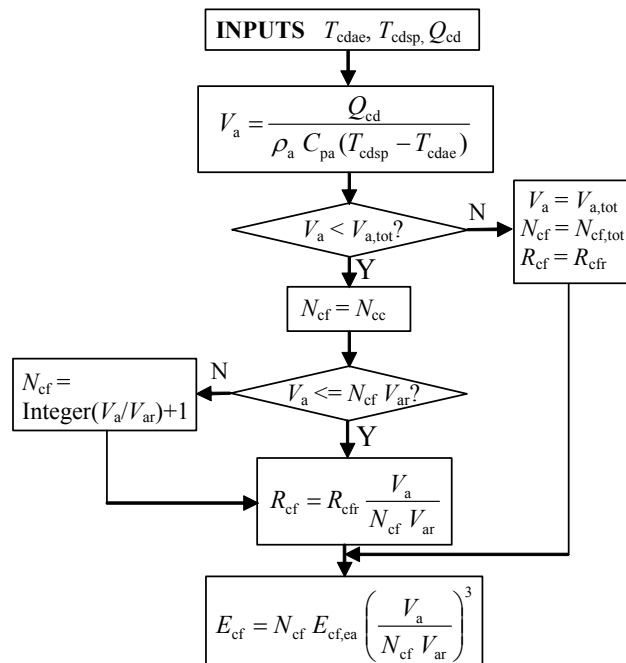 INPUTS T_cdae, T_cdsp, Q_cd
V_a = Q_cd / (ρ_a C_pa (T_cdsp − T_cdae))
V_a < V_a,tot?
N
V_a = V_a,tot
N_cf = N_cf,tot
R_cf = R_cfr
Y
N_cf = N_cc
V_a <= N_cf V_ar?
N
N_cf =
Integer(V_a/V_ar)+1
Y
R_cf = R_cfr V_a / (N_cf V_ar)
E_cf = N_cf E_cf,ea (V_a / (N_cf V_ar))^3